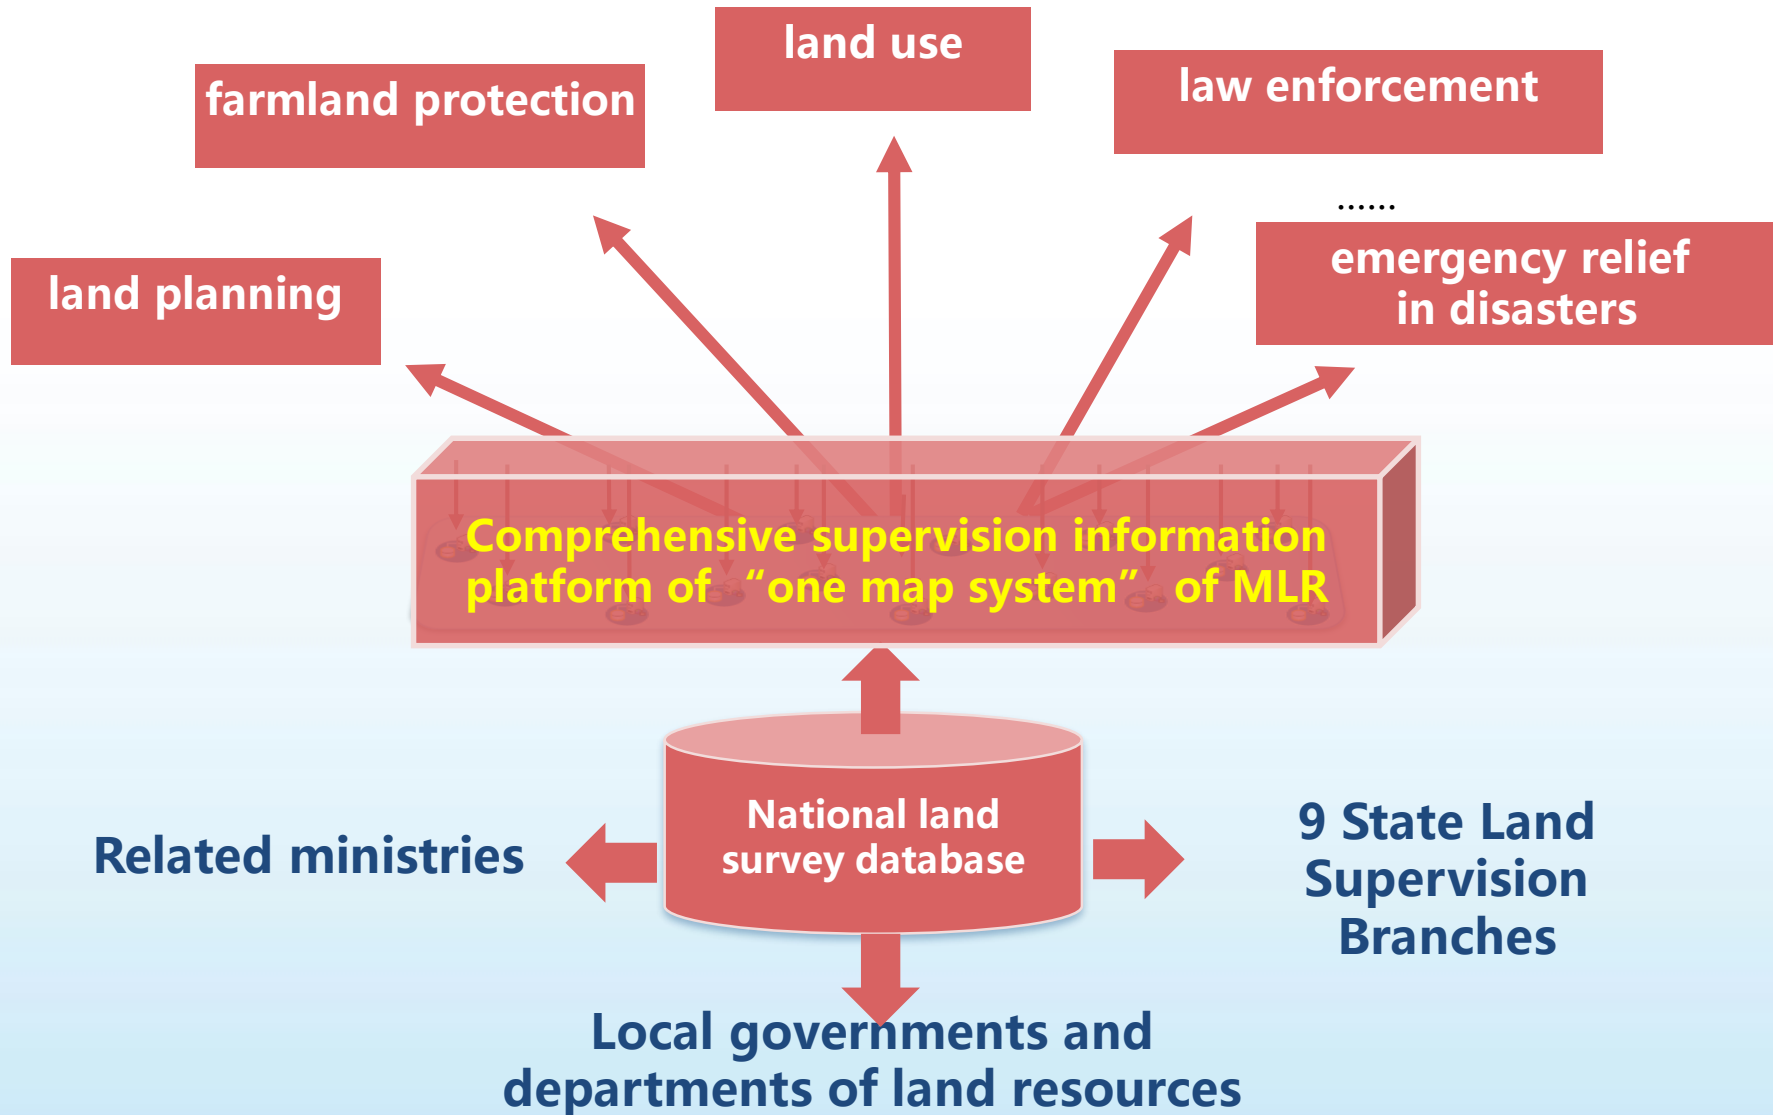 land use
farmland protection
law enforcement
......
emergency relief
in disasters
land planning
Comprehensive supervision information
platform of “one map system” of MLR
National land
survey database
Related ministries
9 State Land
Supervision
Branches
Local governments and
departments of land resources